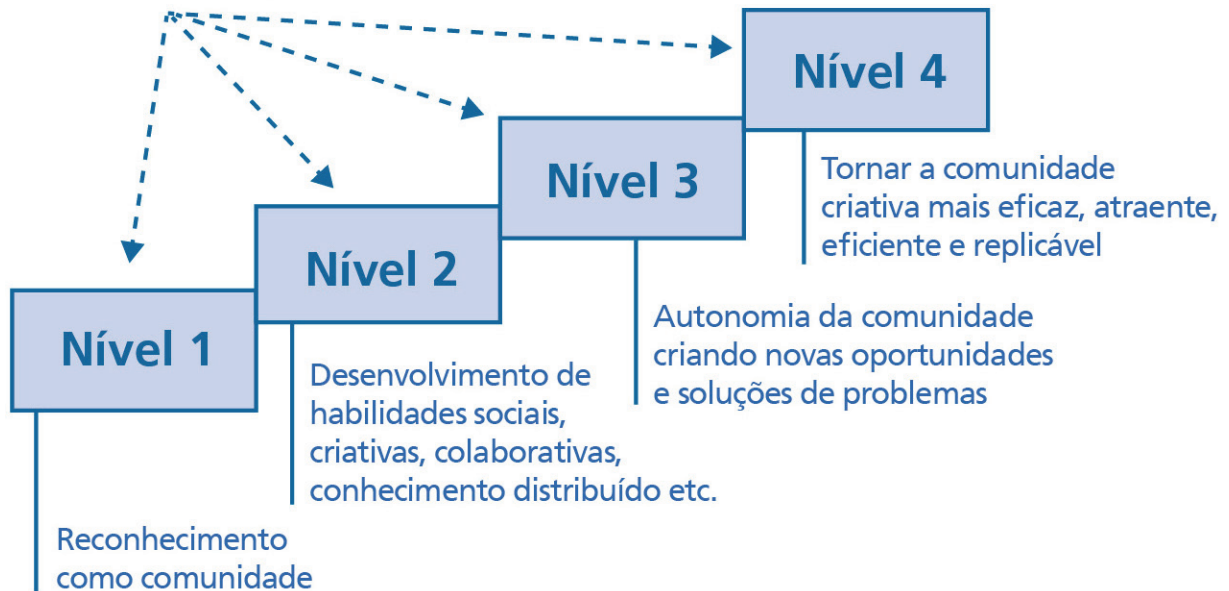 Nível 1
Reconhecimento
como comunidade
Nível 2
Desenvolvimento de
habilidades sociais,
criativas, colaborativas,
conhecimento distribuído etc.
Nível 3
Autonomia da comunidade
criando novas oportunidades
e soluções de problemas
Nível 4
Tornar a comunidade
criativa mais eficaz, atraente,
eficiente e replicável